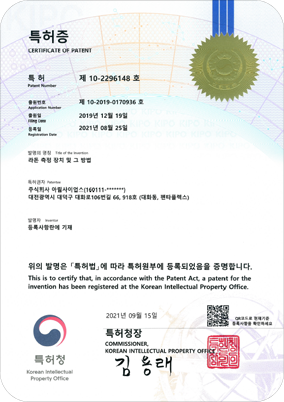 특허증
CERTIFICATE OF PATENT
특 허 제 10-2296148 호
Patent Number
출원번호 제 10-2019-0170936 호
Application Number
출원일 2019년 12월 19일
Filing Date
등록일 2021년 08월 25일
Registration Date
발명의 명칭 Title of the Invention
라돈 측정 장치 및 그 방법
특허권자 Patentee
주식회사 아월사이업스(160111-*******)
대전광역시 대덕구 대화로106번길 66, 918호 (대화동, 펜타플렉스)
발명자 Inventor
등록사항란에 기재
위의 발명은 「특허법」에 따라 특허원부에 등록되었음을 증명합니다.
This is to certify that, in accordance with the Patent Act, a patent for the
invention has been registered at the Korean Intellectual Property Office.
2021년 09월 15일
QR코드로 현재기준
등록사항을 확인하세요
특허청
Korean Intellectual
Property Office
특허청장
COMMISSIONER,
KOREAN INTELLECTUAL PROPERTY OFFICE
김용래